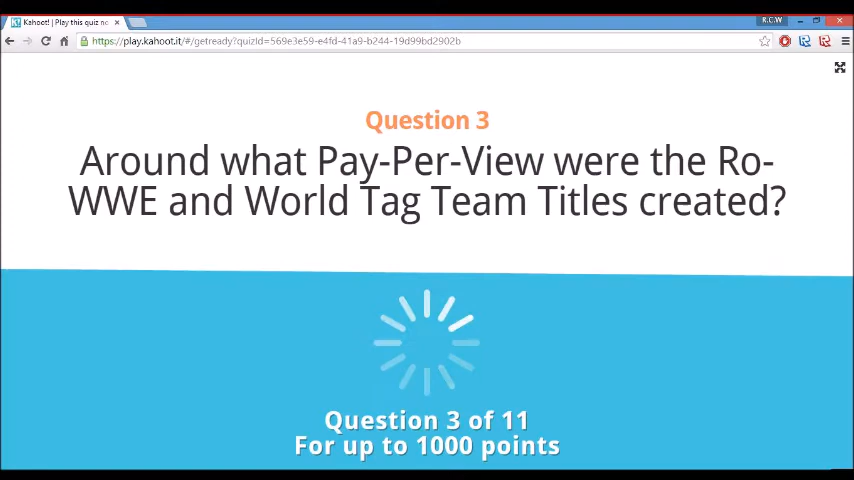 Kahoot! | Play this quiz no
R.C.W
https://play.kahoot.it/#/getready?quizId=569e3e59-e4fd-41a9-b244-19d99bd2902b
Question 3
Around what Pay-Per-View were the Ro-
WWE and World Tag Team Titles created?
Question 3 of 11
For up to 1000 points